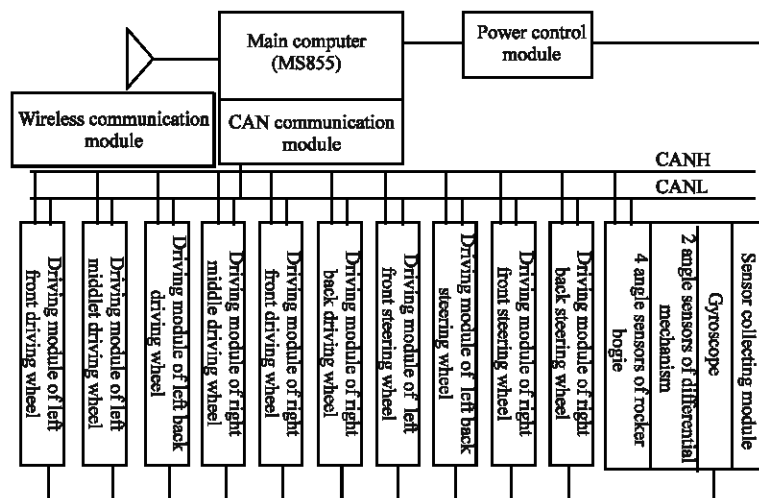 Main computer
(MS855)
Power control
module
Wireless communication
module
CAN communication
module
CANH
CANL
Driving module of left
front driving wheel
Driving module of left
middlet driving wheel
Driving module of left back
driving wheel
Driving module of right
middle driving wheel
Driving module of right
front driving wheel
Driving module of right
back driving wheel
Driving module of left
front steering wheel
Driving module of left back
steering wheel
Driving module of right
front steering wheel
Driving module of right
back steering wheel
4 angle sensors of rocker
bogie
2 angle sensors of differential
mechanism
Gyroscope
Sensor collecting module